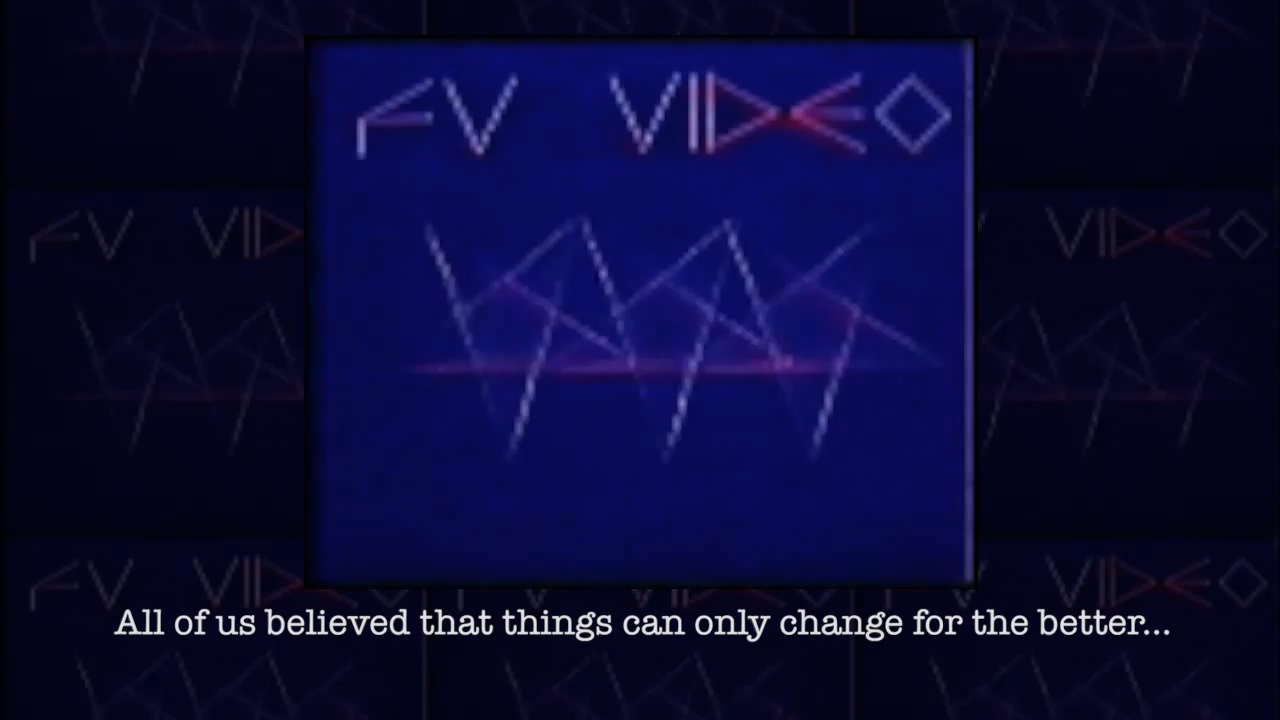 FV VIDEO
All of us believed that things can only change for the better...